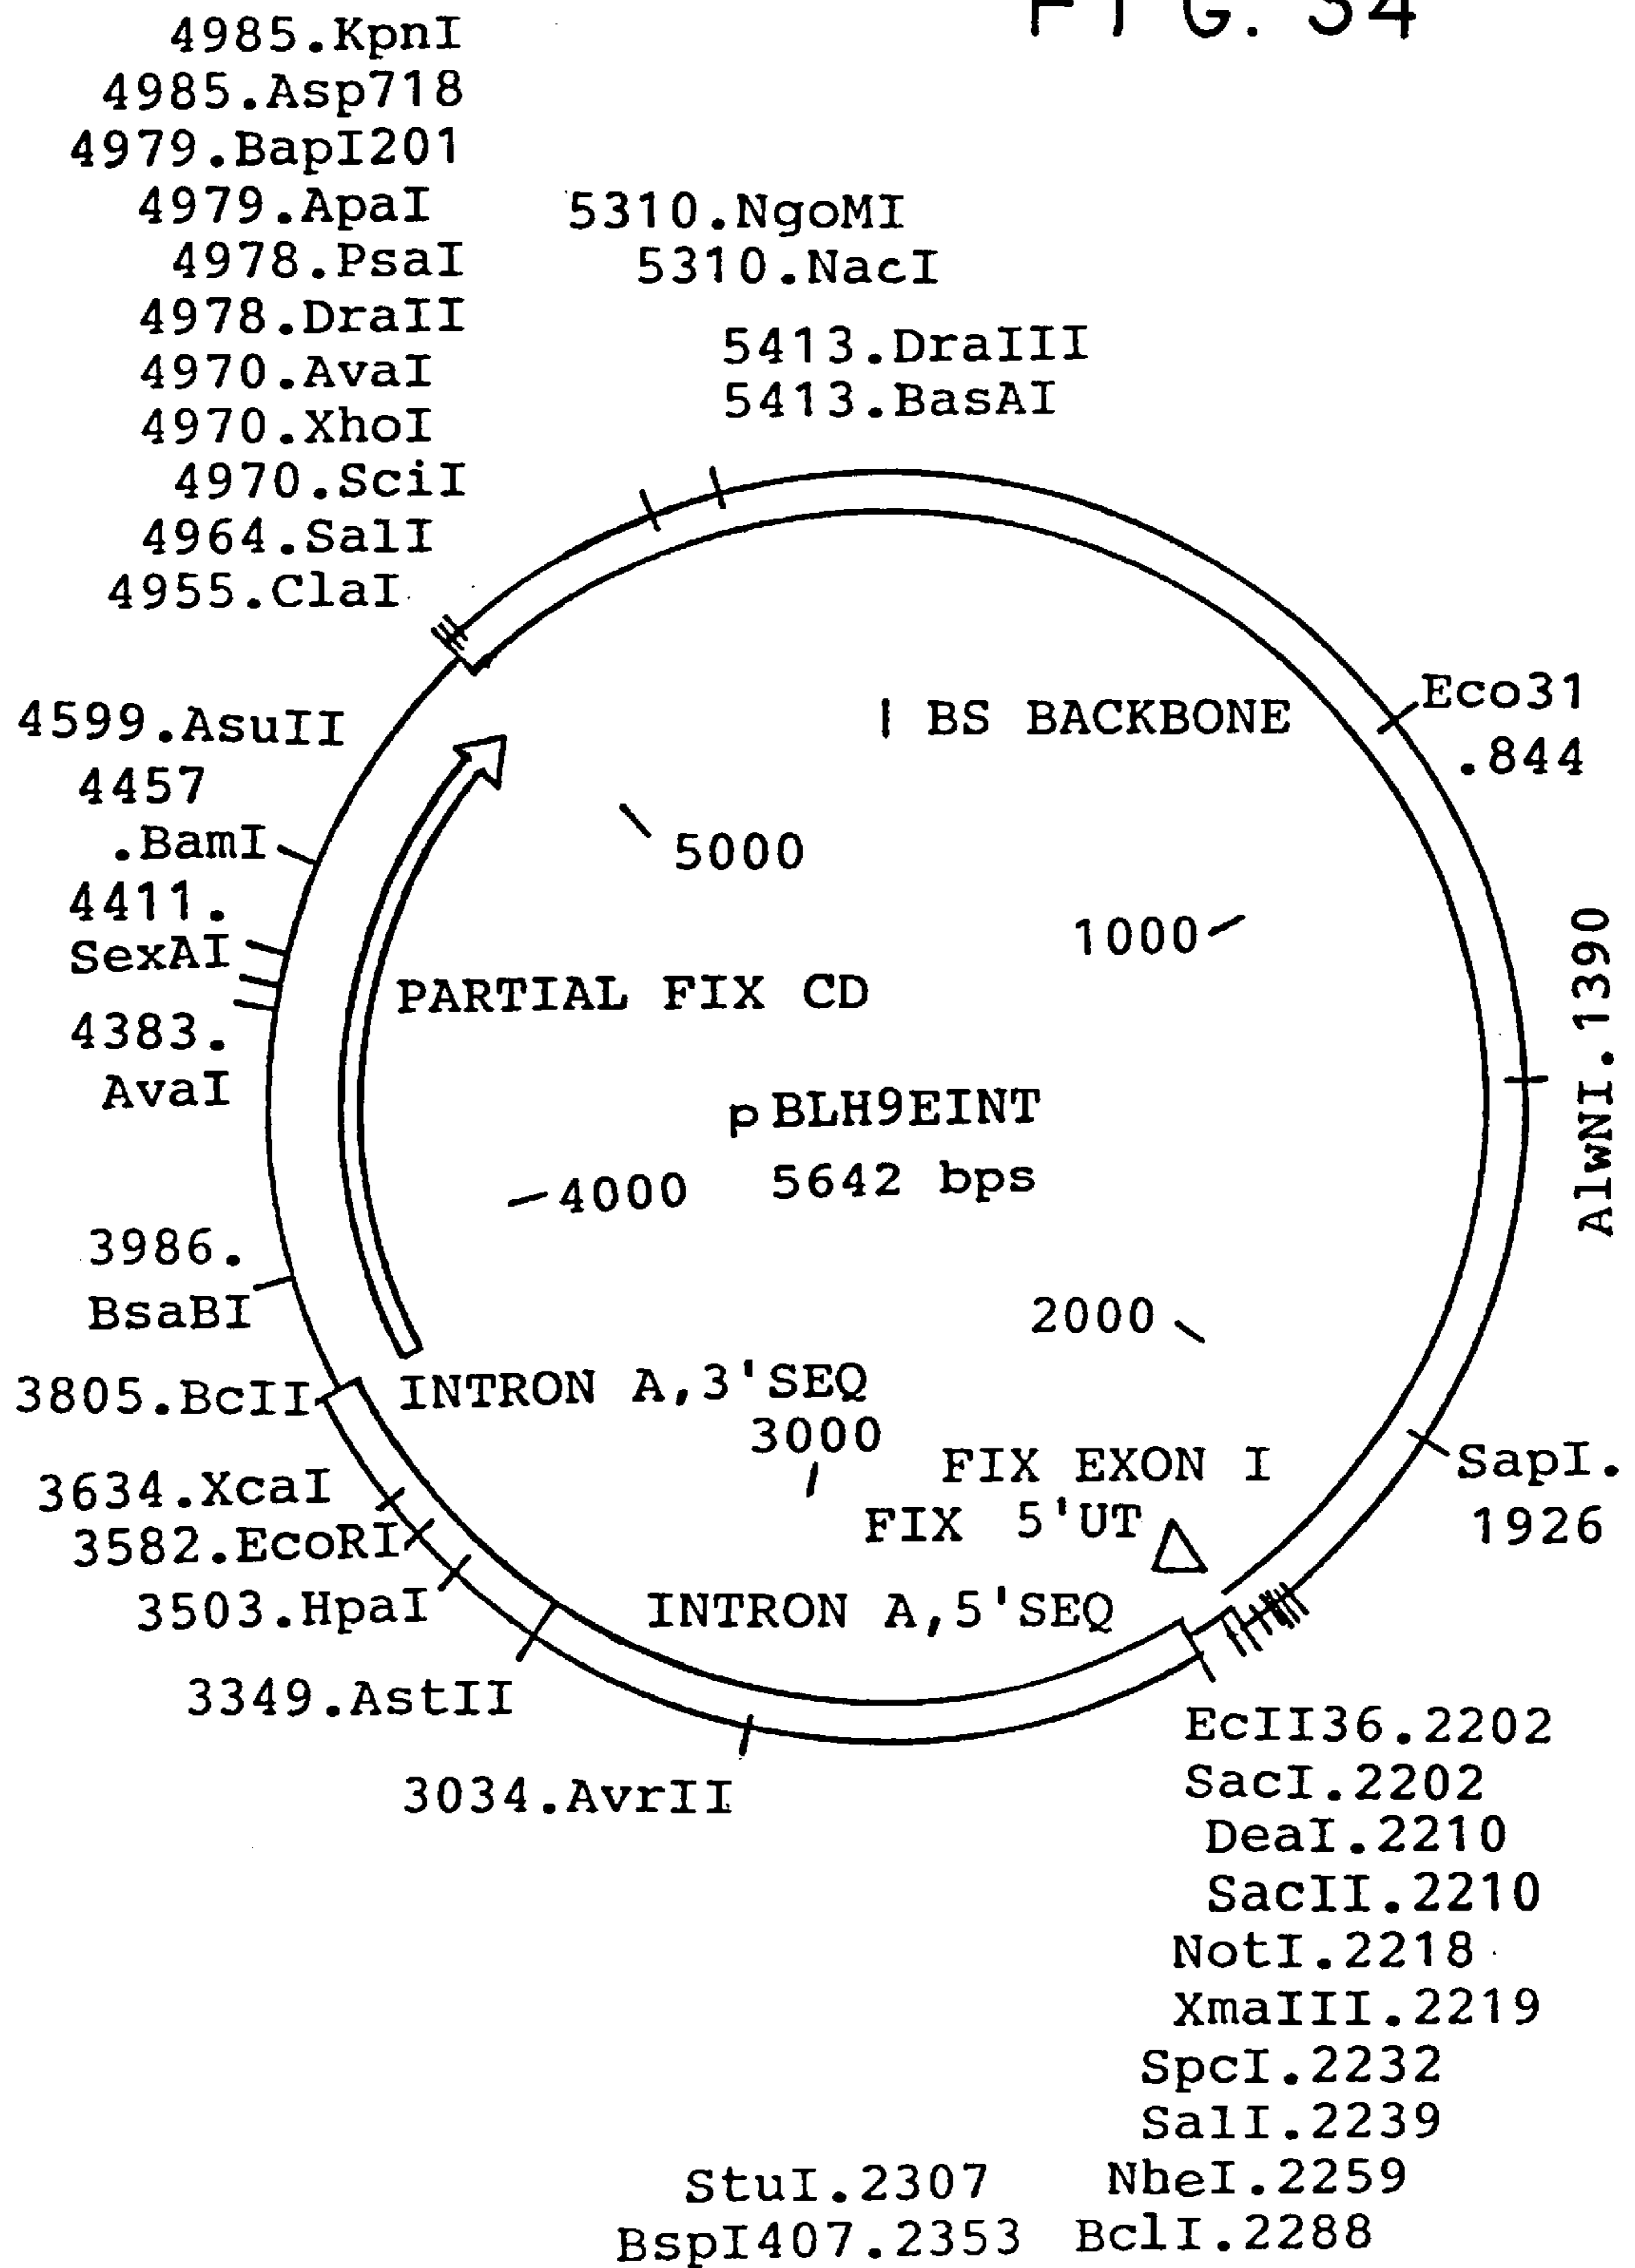 FIG. 34
4985.KpnI
4985.Asp718
4979.BapI201
4979.ApaI
4978.PsaI
4978.DraII
4970.AvaI
4970.XhoI
4970.SciI
4964.SalI
4955.ClaI
5310.NgoMI
5310.NacI
5413.DraIII
5413.BasAI
Eco31
.844
AlwNI.1390
SapI.
1926
4599.AsuII
4457
.BamI
4411.
SexAI
4383.
AvaI
3986.
BsaBI
3805.BcII
3634.XcaI
3582.EcoRI
3503.HpaI
3349.AstII
3034.AvrII
BS BACKBONE
5000
1000
PARTIAL FIX CD
pBLH9EINT
5642 bps
4000
2000
INTRON A,3'SEQ
3000
FIX EXON I
FIX 5'UT
INTRON A,5'SEQ
EcII36.2202
SacI.2202
DeaI.2210
SacII.2210
NotI.2218
XmaIII.2219
SpcI.2232
SalI.2239
NheI.2259
BclI.2288
StuI.2307
BspI407.2353